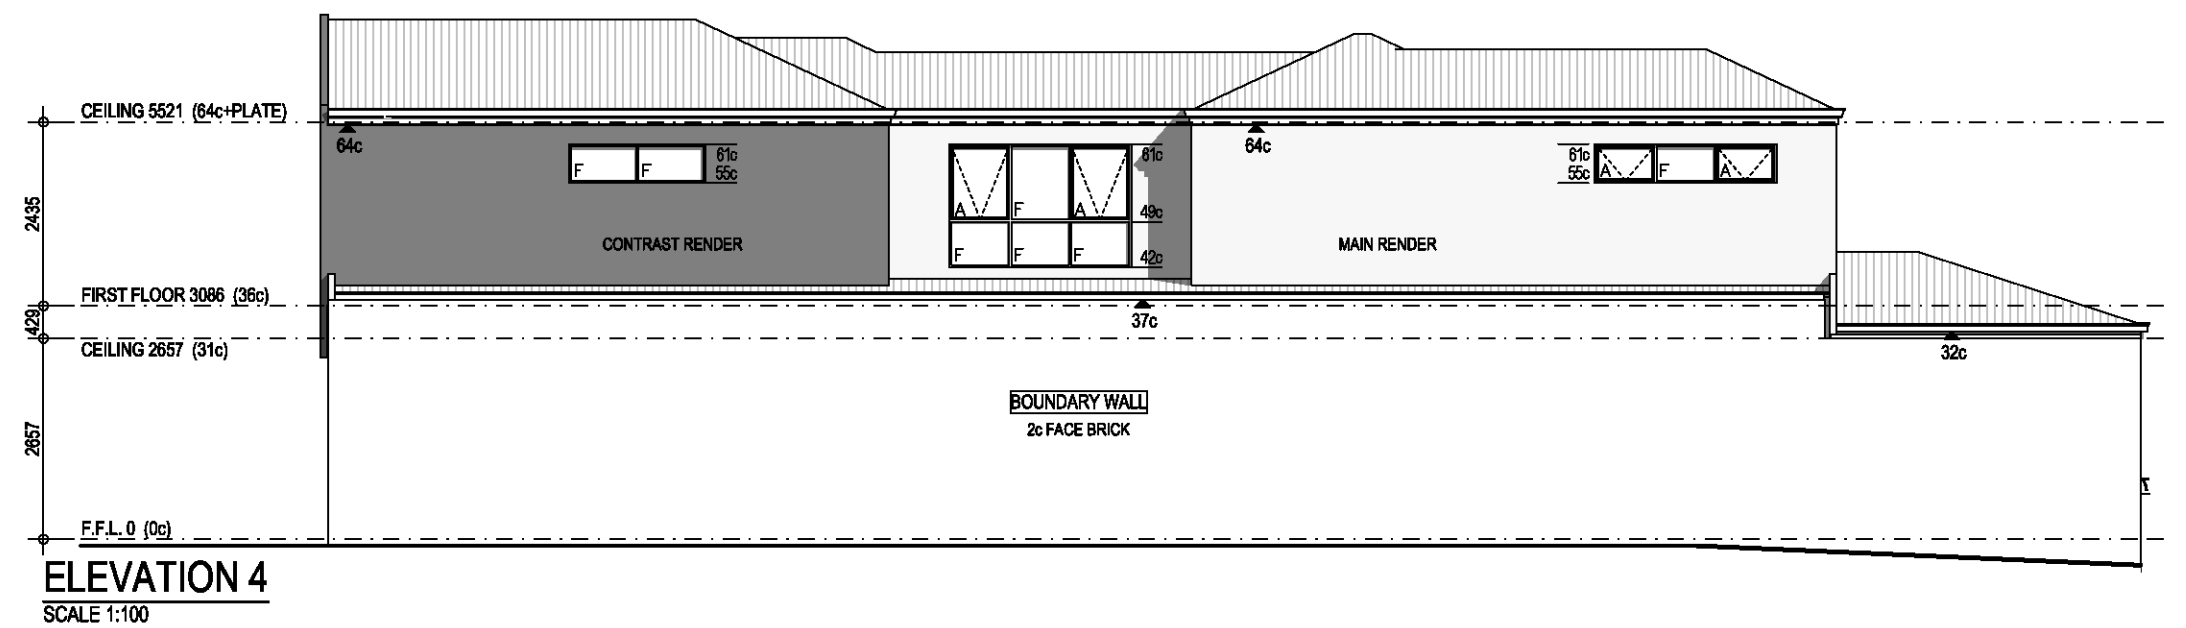 CEILING 5521 (64c+PLATE)
64c
64c
61c
55c
F
F
61c
49c
42c
A
F
A
F
F
F
61c
55c
A
F
A
2435
CONTRAST RENDER
MAIN RENDER
FIRST FLOOR 3086 (36c)
37c
429
CEILING 2657 (31c)
32c
BOUNDARY WALL
2c FACE BRICK
2657
F.F.L. 0 (0c)
ELEVATION 4
SCALE 1:100